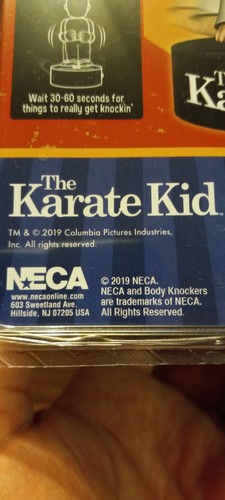 Wait 30-60 seconds for
things to really get knockin'
The
Ka
The
Karate Kid
TM & © 2019 Columbia Pictures Industries,
Inc. All rights reserved.
NECA
www.necaonline.com
603 Sweetland Ave.
Hillside, NJ 07205 USA
© 2019 NECA.
NECA and Body Knockers
are trademarks of NECA.
All Rights Reserved.